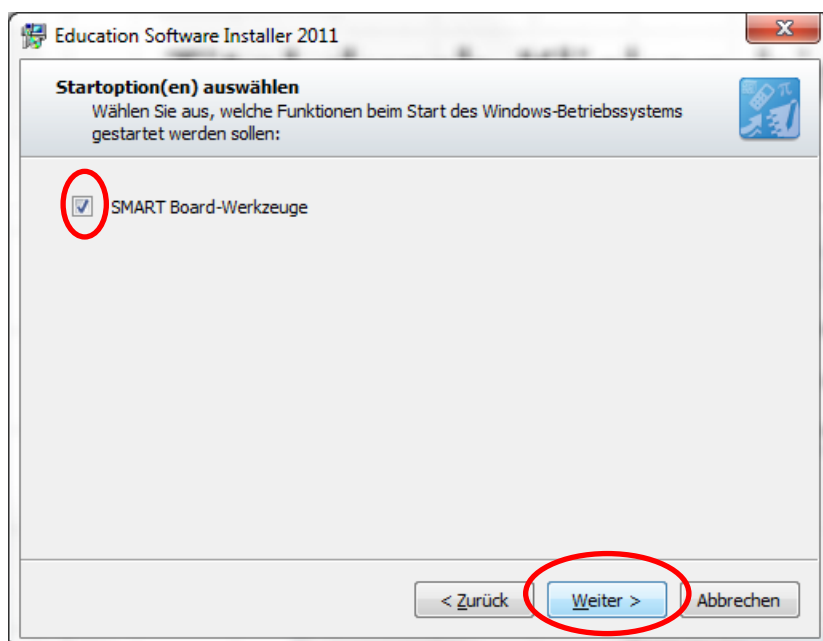 Education Software Installer 2011
Startoption(en) auswählen
Wählen Sie aus, welche Funktionen beim Start des Windows-Betriebssystems
gestartet werden sollen:
SMART Board-Werkzeuge
< Zurück Weiter > Abbrechen